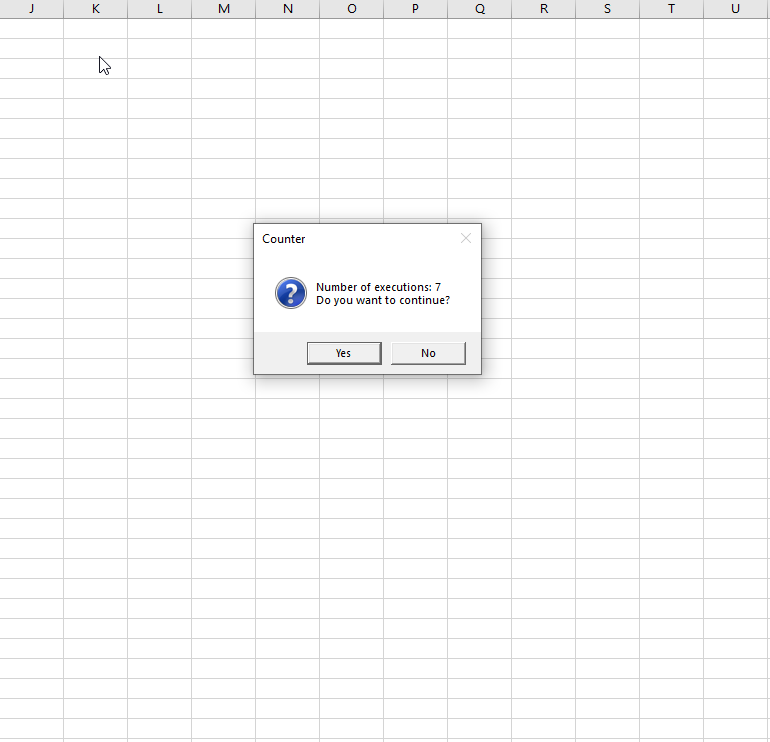 J K L M N O P Q R S T U
Counter
Number of executions: 7
Do you want to continue?
Yes No